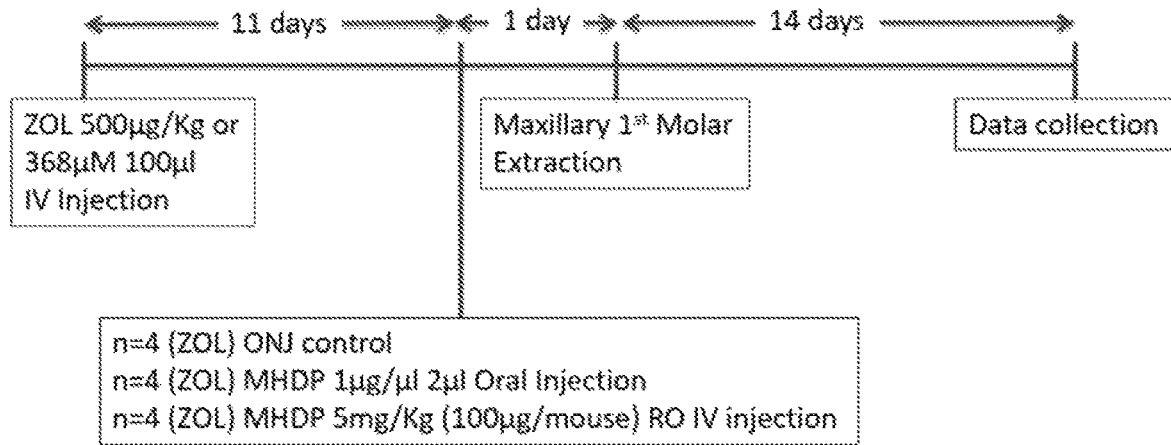 11 days 1 day 14 days
ZOL 500µg/Kg or
368µM 100µl
IV Injection
Maxillary 1st Molar
Extraction
Data collection
n=4 (ZOL) ONJ control
n=4 (ZOL) MHDP 1µg/µl 2µl Oral Injection
n=4 (ZOL) MHDP 5mg/Kg (100µg/mouse) RO IV injection